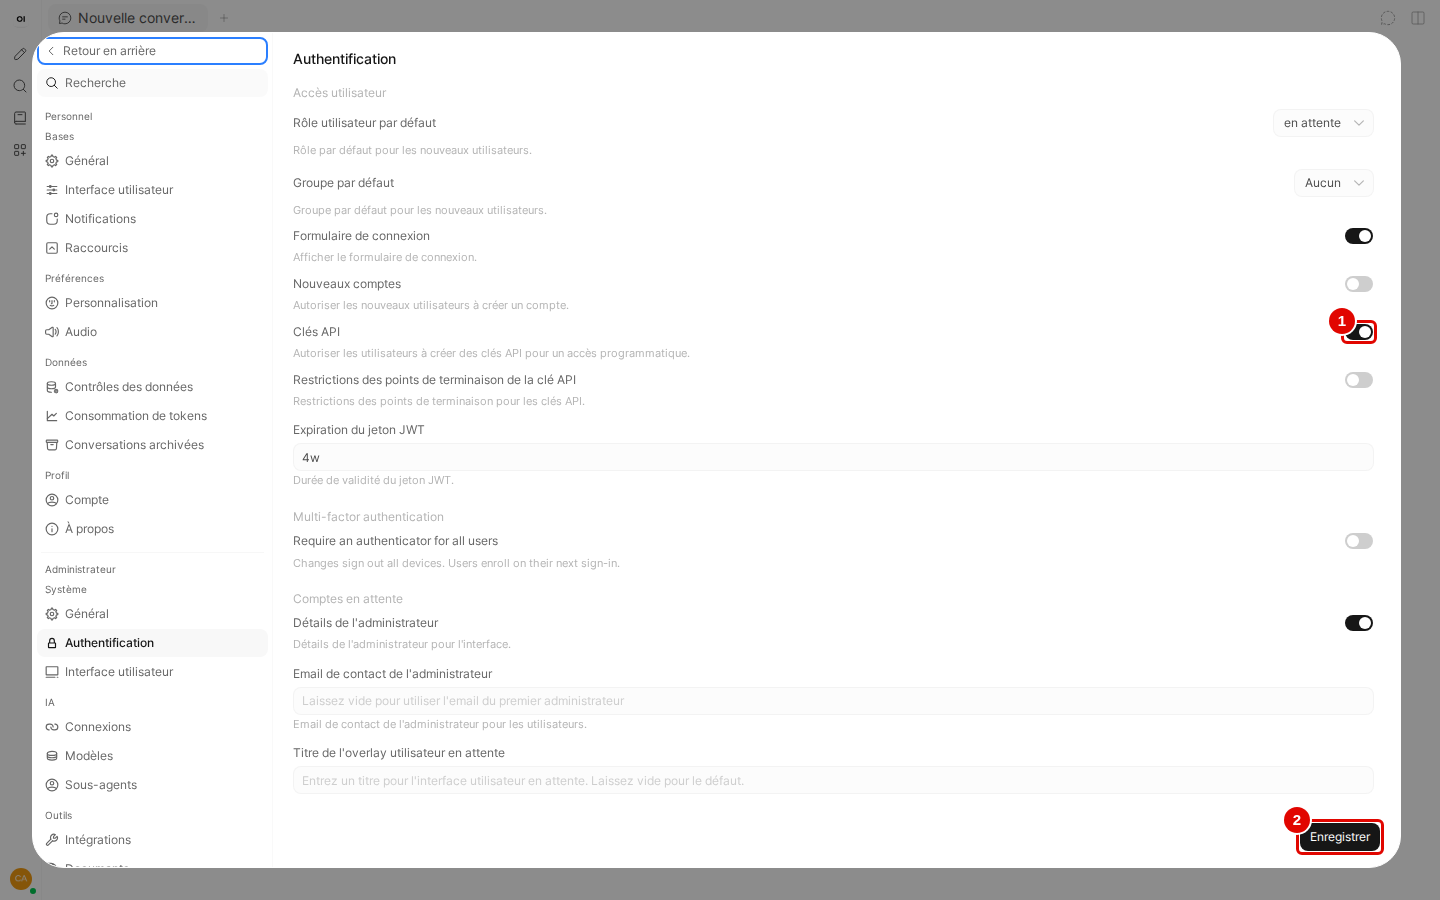 OI
Nouvelle conver...
Retour en arrière
Recherche
Personnel
Bases
Général
Interface utilisateur
Notifications
Raccourcis
Préférences
Personnalisation
Audio
Données
Contrôles des données
Consommation de tokens
Conversations archivées
Profil
Compte
À propos
Administrateur
Système
Général
Authentification
Interface utilisateur
IA
Connexions
Modèles
Sous-agents
Outils
Intégrations
CA
Authentification
Accès utilisateur
Rôle utilisateur par défaut
en attente
Rôle par défaut pour les nouveaux utilisateurs.
Groupe par défaut
Aucun
Groupe par défaut pour les nouveaux utilisateurs.
Formulaire de connexion
Afficher le formulaire de connexion.
Nouveaux comptes
Autoriser les nouveaux utilisateurs à créer un compte.
Clés API
1
Autoriser les utilisateurs à créer des clés API pour un accès programmatique.
Restrictions des points de terminaison de la clé API
Restrictions des points de terminaison pour les clés API.
Expiration du jeton JWT
4w
Durée de validité du jeton JWT.
Multi-factor authentication
Require an authenticator for all users
Changes sign out all devices. Users enroll on their next sign-in.
Comptes en attente
Détails de l'administrateur
Détails de l'administrateur pour l'interface.
Email de contact de l'administrateur
Laissez vide pour utiliser l'email du premier administrateur
Email de contact de l'administrateur pour les utilisateurs.
Titre de l'overlay utilisateur en attente
Entrez un titre pour l'interface utilisateur en attente. Laissez vide pour le défaut.
2
Enregistrer